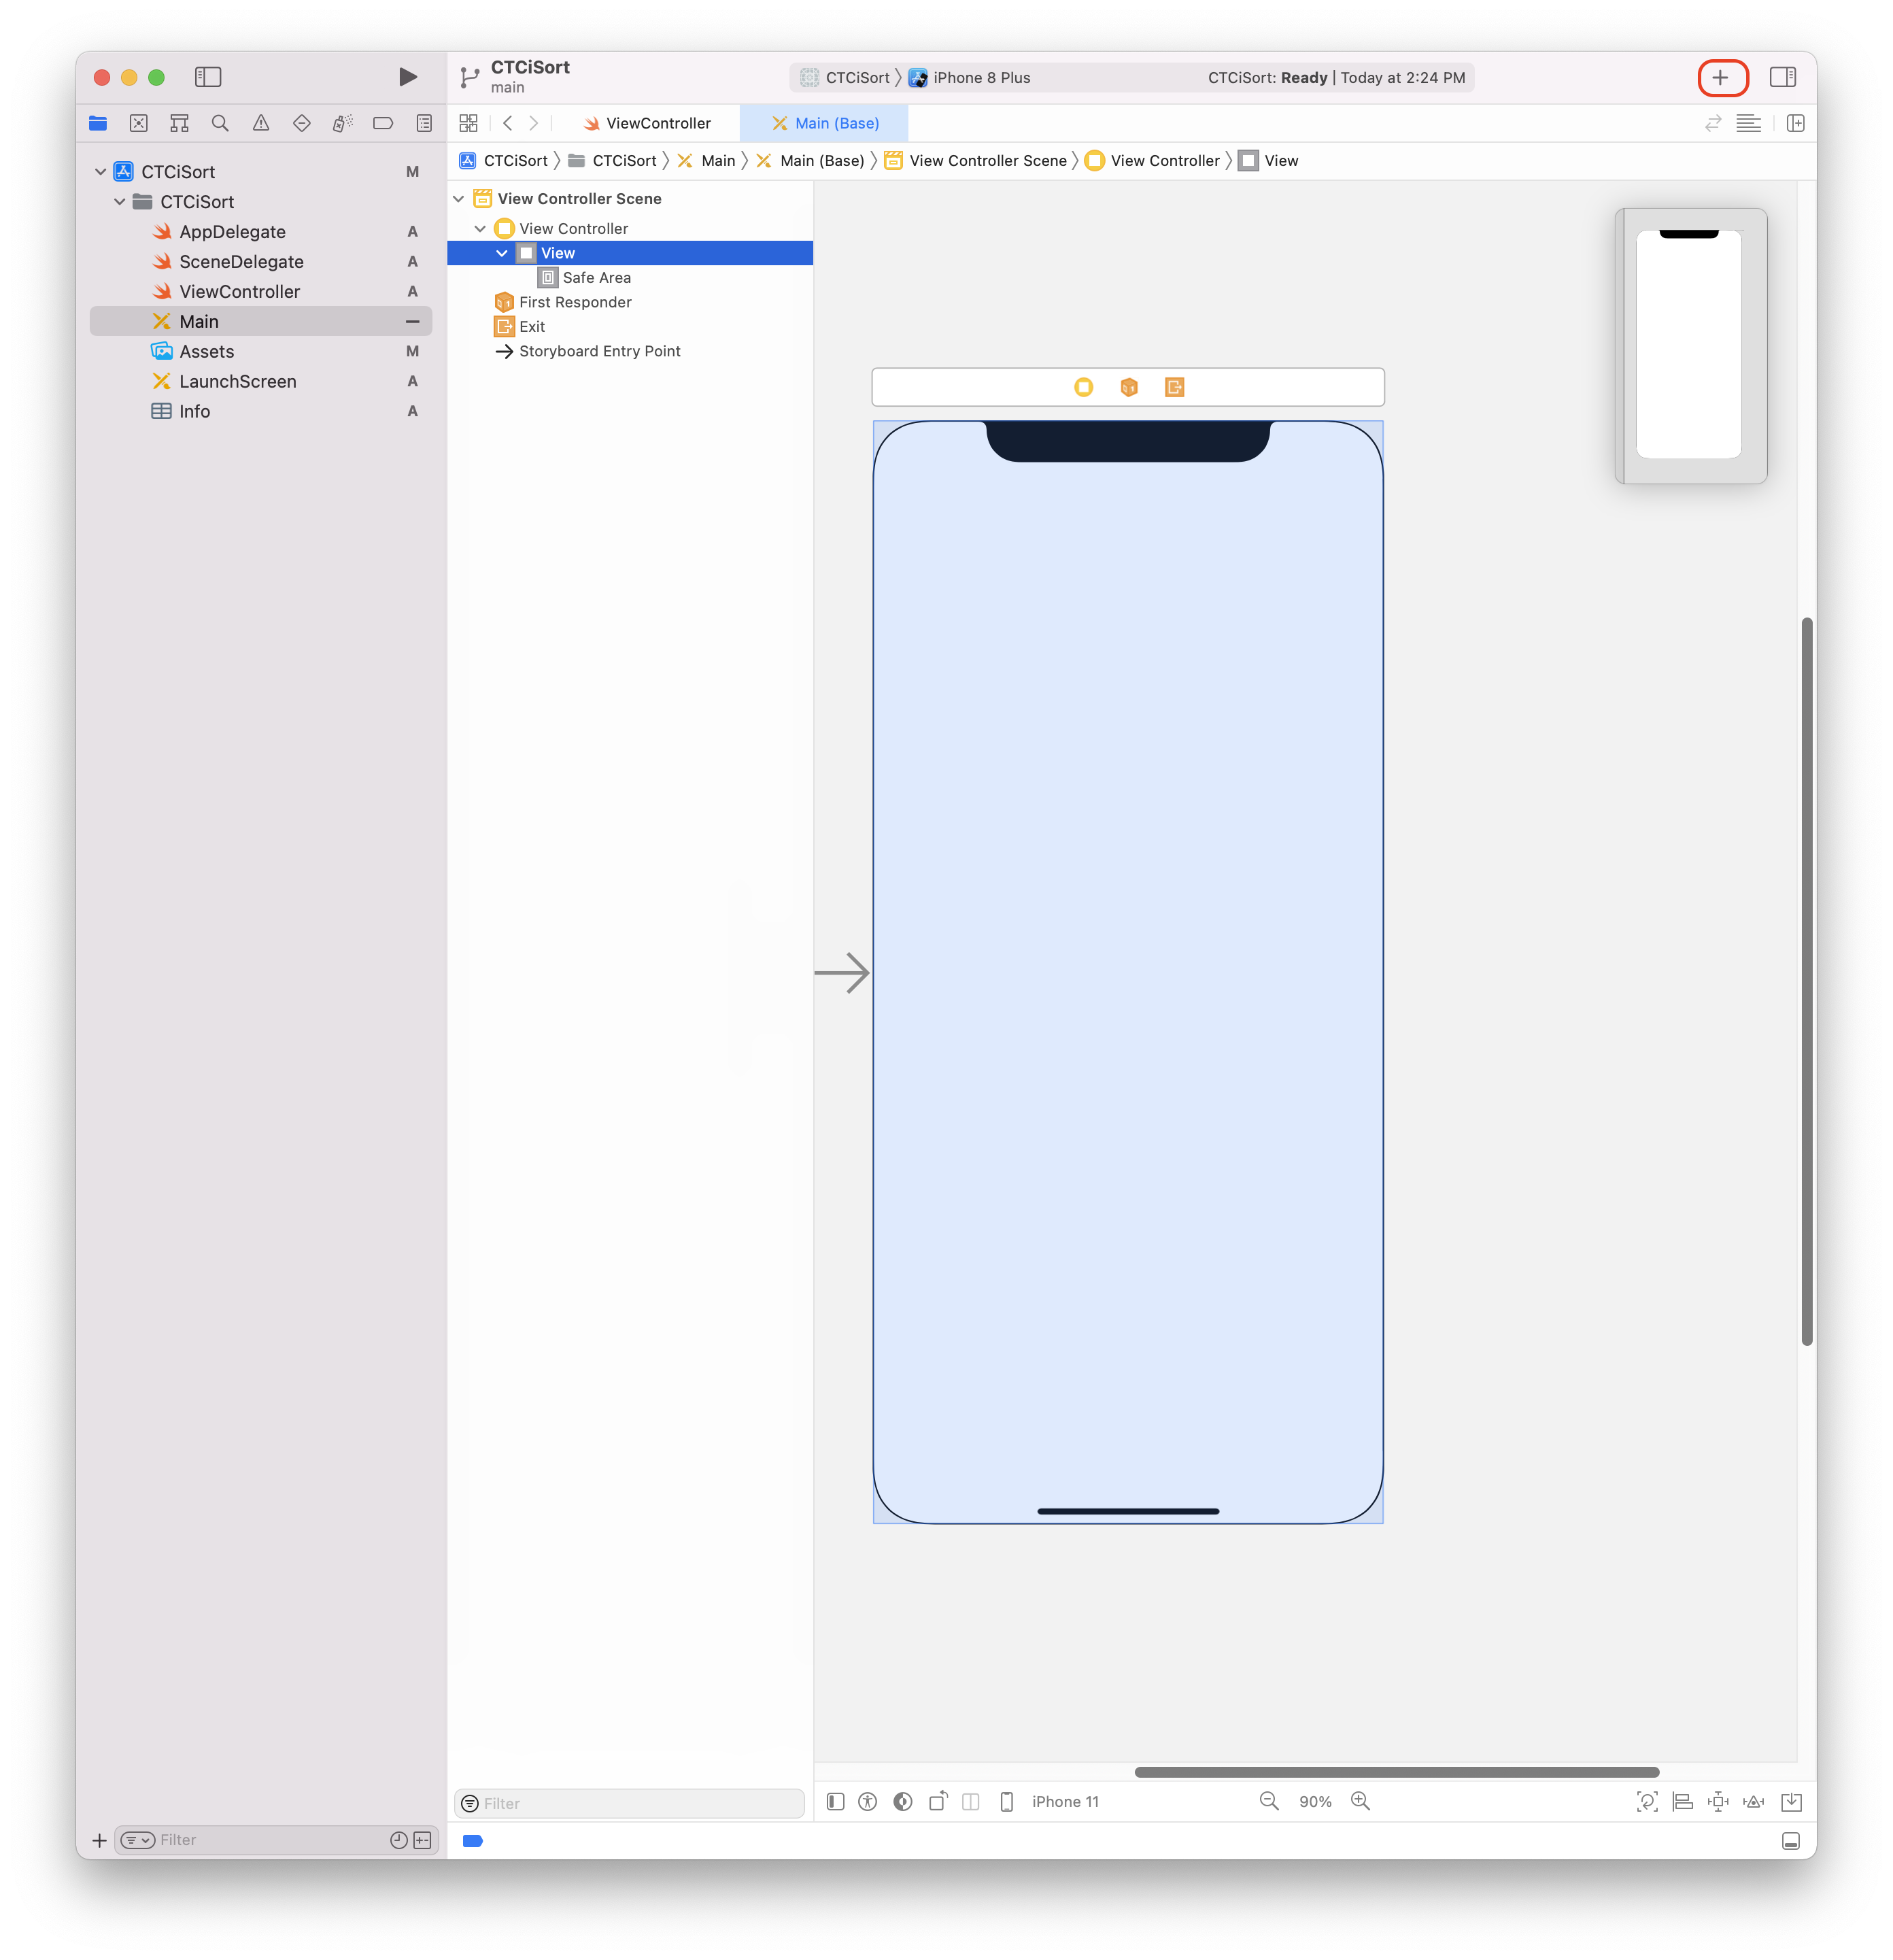 CTCiSort
main
CTCiSort
iPhone 8 Plus
CTCiSort: Ready | Today at 2:24 PM
ViewController
Main (Base)
CTCiSort
CTCiSort
Main
Main (Base)
View Controller Scene
View Controller
View
CTCiSort M
CTCiSort
AppDelegate A
SceneDelegate A
ViewController A
Main
Assets M
LaunchScreen A
Info A
View Controller Scene
View Controller
View
Safe Area
First Responder
Exit
Storyboard Entry Point
Filter
iPhone 11
90%
Filter